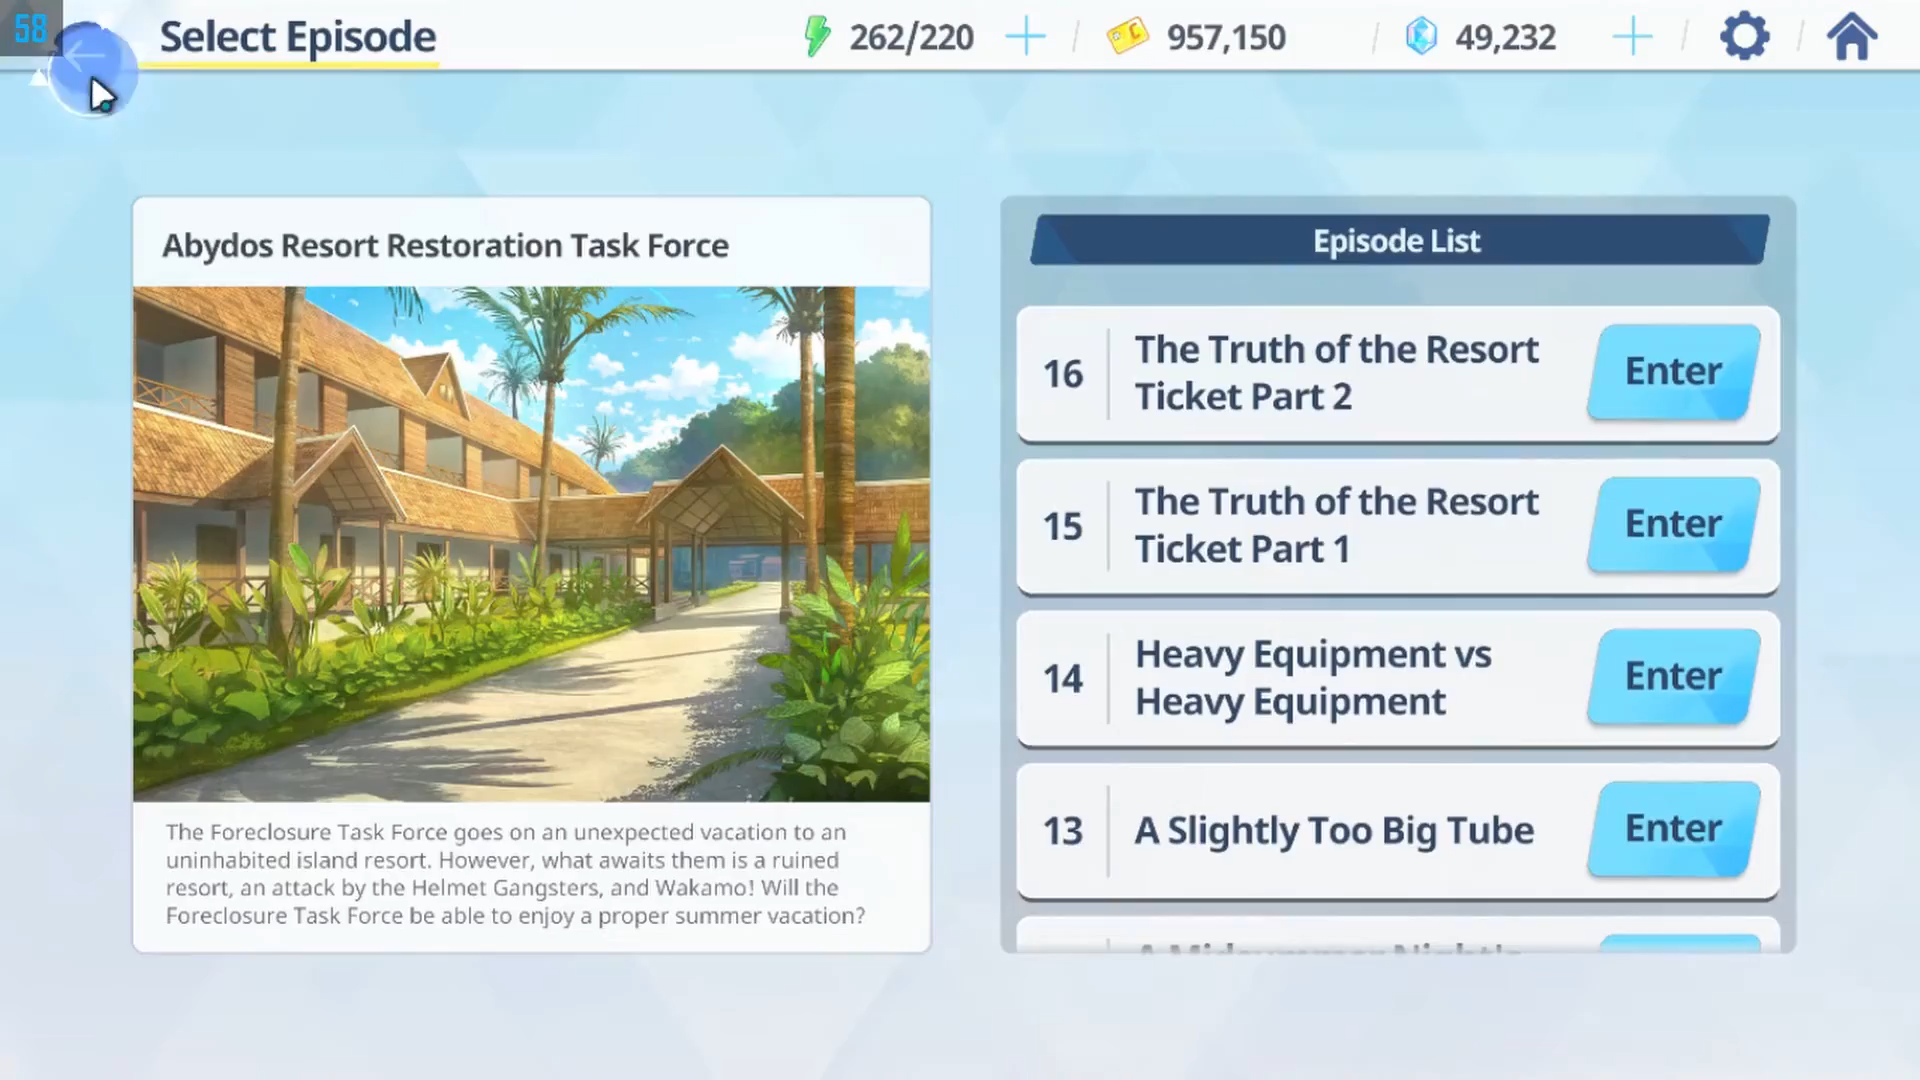 58
Select Episode
262/220
957,150
49,232
Abydos Resort Restoration Task Force
The Foreclosure Task Force goes on an unexpected vacation to an
uninhabited island resort. However, what awaits them is a ruined
resort, an attack by the Helmet Gangsters, and Wakamo! Will the
Foreclosure Task Force be able to enjoy a proper summer vacation?
Episode List
16
The Truth of the Resort
Ticket Part 2
Enter
15
The Truth of the Resort
Ticket Part 1
Enter
14
Heavy Equipment vs
Heavy Equipment
Enter
13
A Slightly Too Big Tube
Enter
A Midsummer Night's